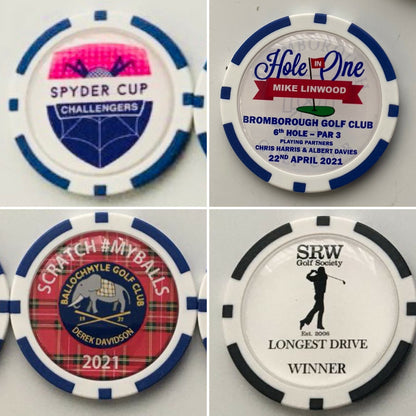 SPYDER CUP
CHALLENGERS
Hole IN One
MIKE LINWOOD
BROMBOROUGH GOLF CLUB
6TH HOLE – PAR 3
PLAYING PARTNERS
CHRIS HARRIS & ALBERT DAVIES
22ND APRIL 2021
SCRATCH #MYBALLS
BALLOCHMYLE GOLF CLUB
DEREK DAVIDSON
2021
SRW
Golf Society
Est. 2006
LONGEST DRIVE
WINNER